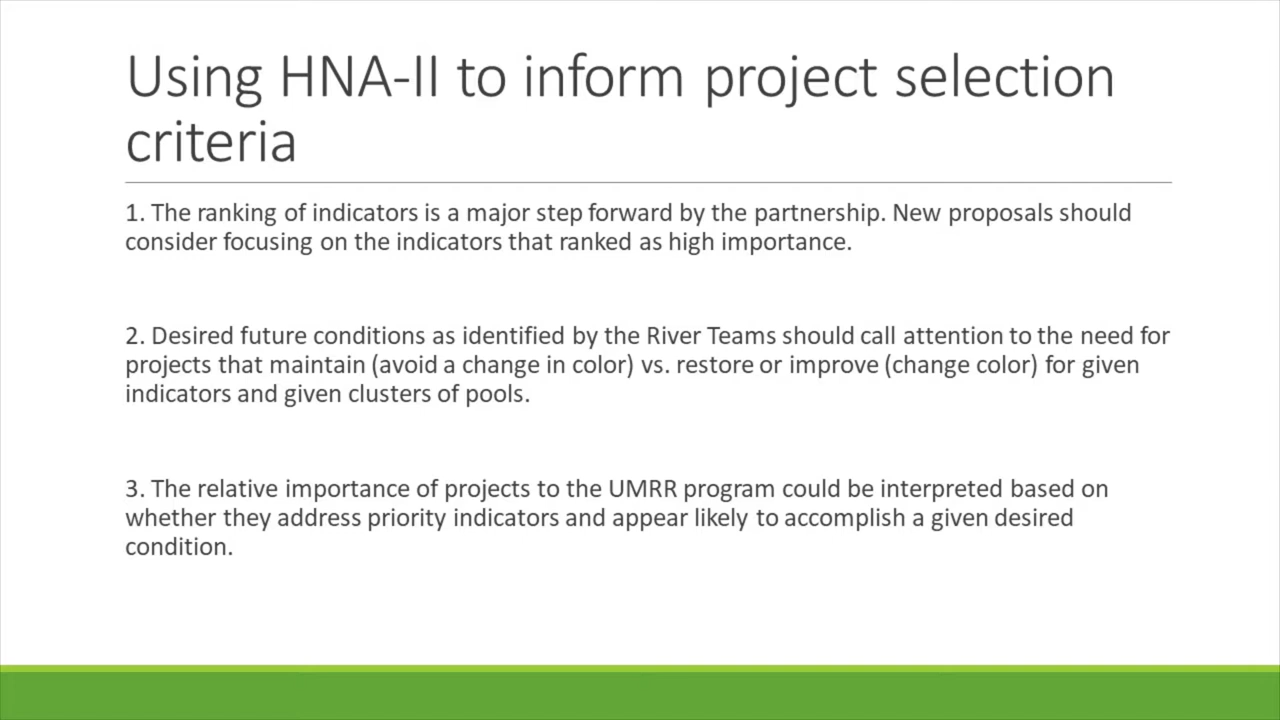 Using HNA-II to inform project selection
criteria
1. The ranking of indicators is a major step forward by the partnership. New proposals should
consider focusing on the indicators that ranked as high importance.
2. Desired future conditions as identified by the River Teams should call attention to the need for
projects that maintain (avoid a change in color) vs. restore or improve (change color) for given
indicators and given clusters of pools.
3. The relative importance of projects to the UMRR program could be interpreted based on
whether they address priority indicators and appear likely to accomplish a given desired
condition.